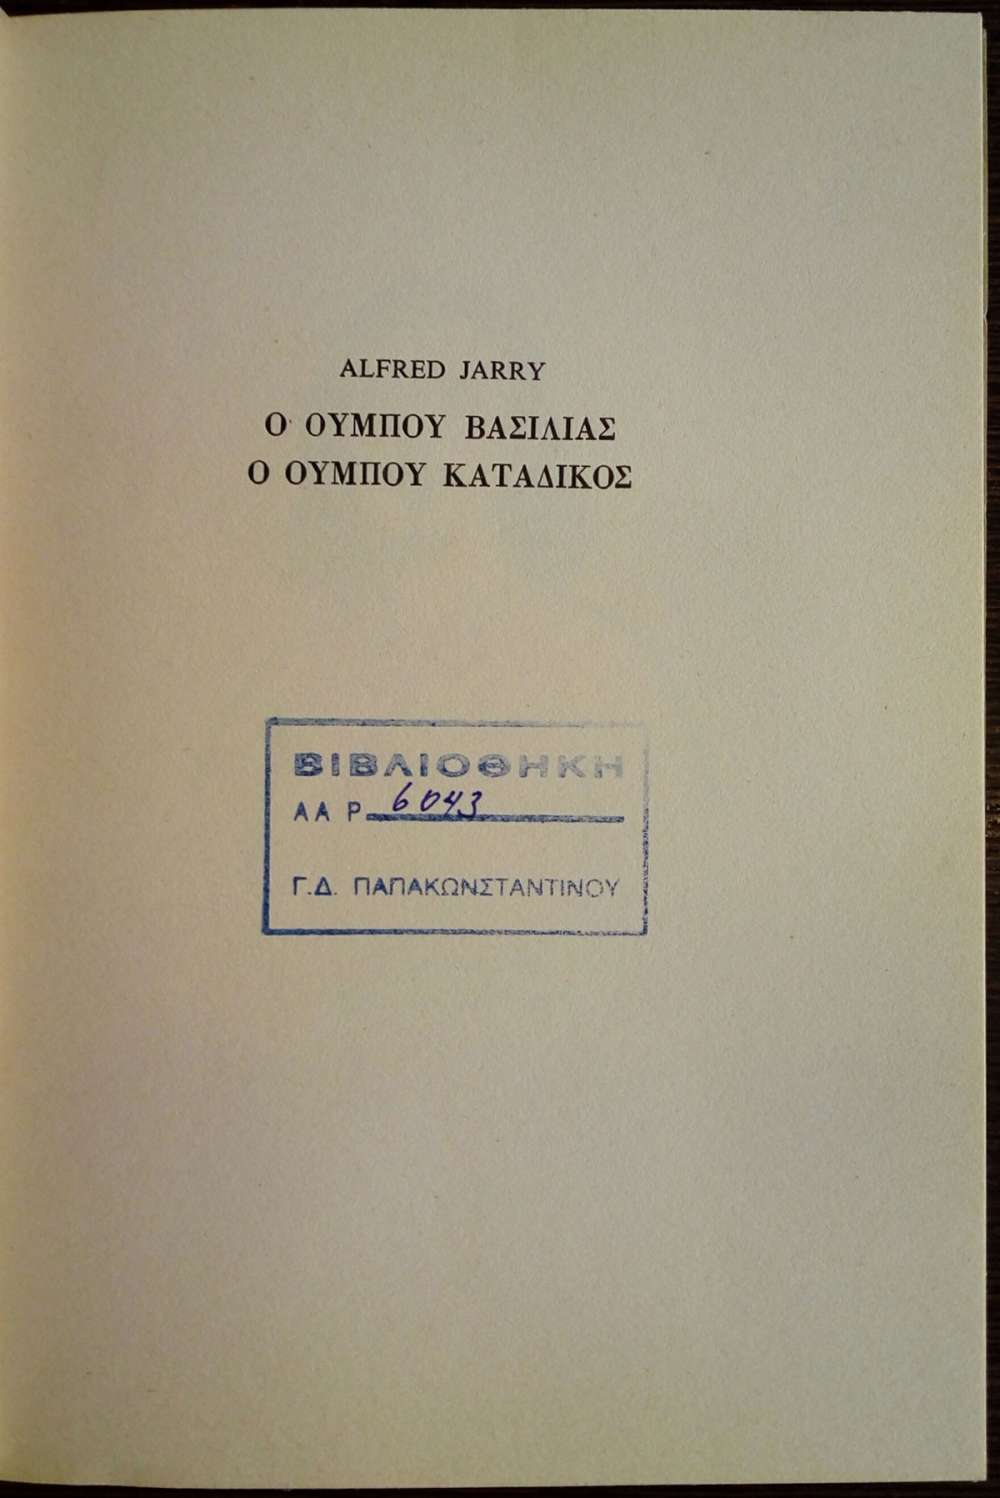 ALFRED JARRY
Ο ΟΥΜΠΟΥ ΒΑΣΙΛΙΑΣ
Ο ΟΥΜΠΟΥ ΚΑΤΑΔΙΚΟΣ
ΒΙΒΛΙΟΘΗΚΗ
ΑΑ Ρ 6043
Γ.Δ. ΠΑΠΑΚΩΝΣΤΑΝΤΙΝΟΥ